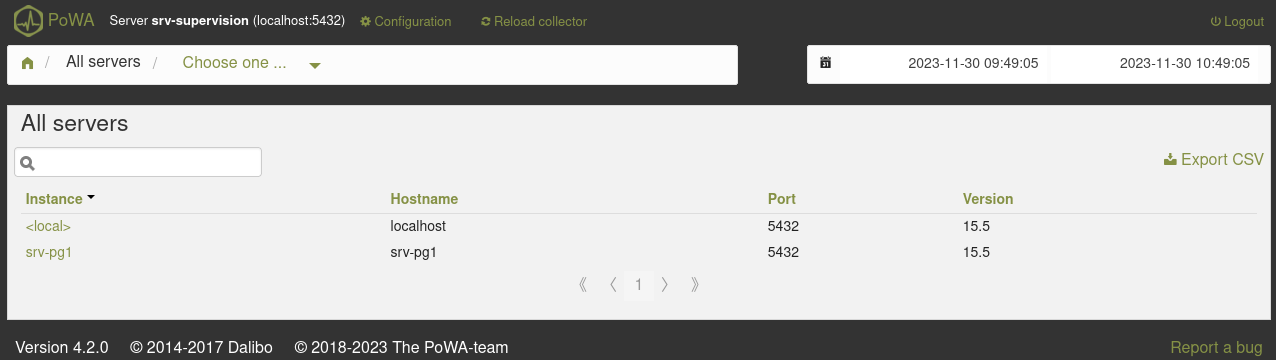 PoWA Server srv-supervision (localhost:5432) Configuration Reload collector Logout
/ All servers / Choose one ... 2023-11-30 09:49:05 2023-11-30 10:49:05
All servers
Export CSV
Instance Hostname Port Version
<local> localhost 5432 15.5
srv-pg1 srv-pg1 5432 15.5
《 〈 1 〉 》
Version 4.2.0 © 2014-2017 Dalibo © 2018-2023 The PoWA-team Report a bug